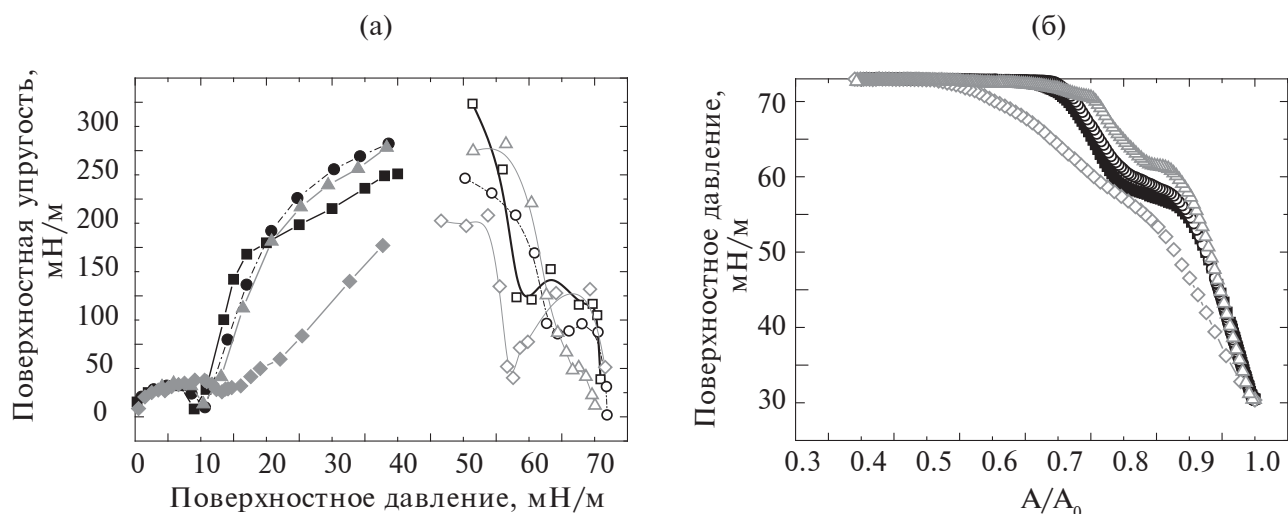 (а)
Поверхностная упругость,
мН/м
300
250
200
150
100
50
0
0 10 20 30 40 50 60 70
Поверхностное давление, мН/м
(б)
Поверхностное давление,
мН/м
70
60
50
40
30
0.3 0.4 0.5 0.6 0.7 0.8 0.9 1.0
A/A₀